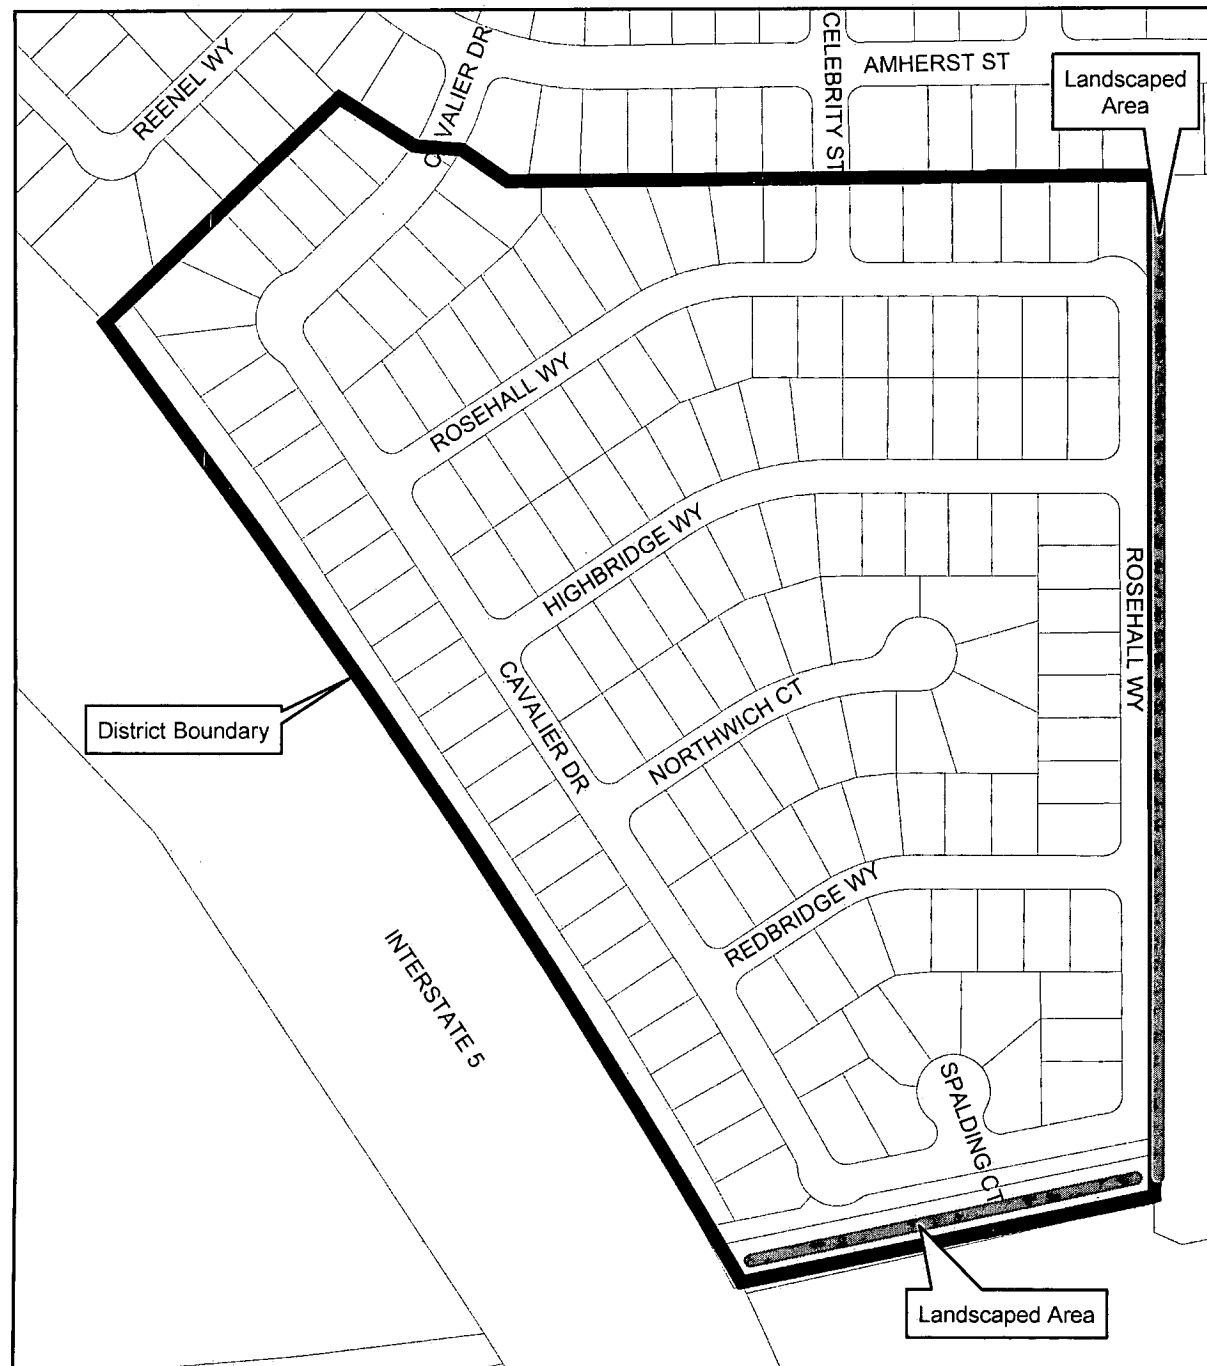 REENEL WY
CAVALIER DR
CELEBRITY ST
AMHERST ST
Landscaped
Area
ROSEHALL WY
HIGHBRIDGE WY
ROSEHALL WY
CAVALIER DR
NORTHWICH CT
District Boundary
REDBRIDGE WY
INTERSTATE 5
SPALDING CT
Landscaped Area